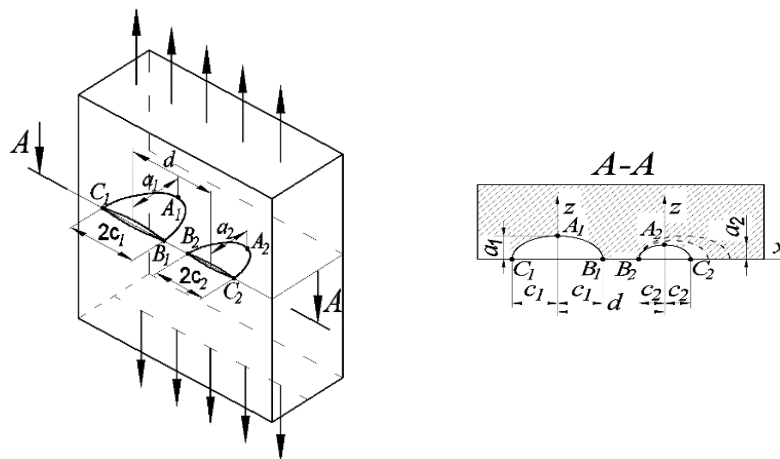 A
d
C₁
a₁
A₁
a₂
A₂
2c₁
B₁
B₂
2c₂
C₂
A
A-A
z
z
A₁
A₂
a₁
a₂
x
C₁
B₁
B₂
C₂
c₁
c₁
d
c₂
c₂